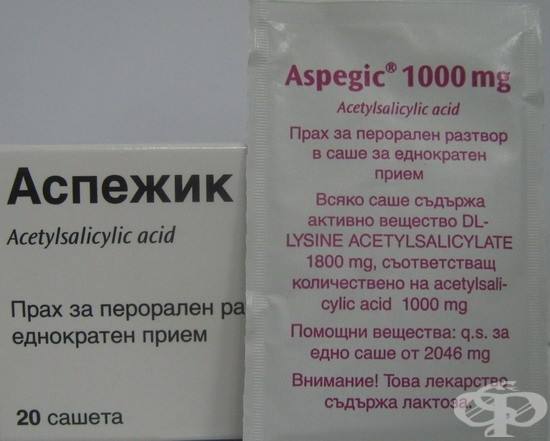 Аспежик
Acetylsalicylic acid
Прах за перорален ра
еднократен прием
20 сашета
Aspegic® 1000 mg
Acetylsalicylic acid
Прах за перорален разтвор
в саше за еднократен
прием
Всяко саше съдържа
активно вещество DL-
LYSINE ACETYLSALICYLATE
1800 mg, съответстващ
количествено на acetylsali-
cylic acid 1000 mg
Помощни вещества: q.s. за
едно саше от 2046 mg
Внимание! Това лекарство
съдържа лактоза.